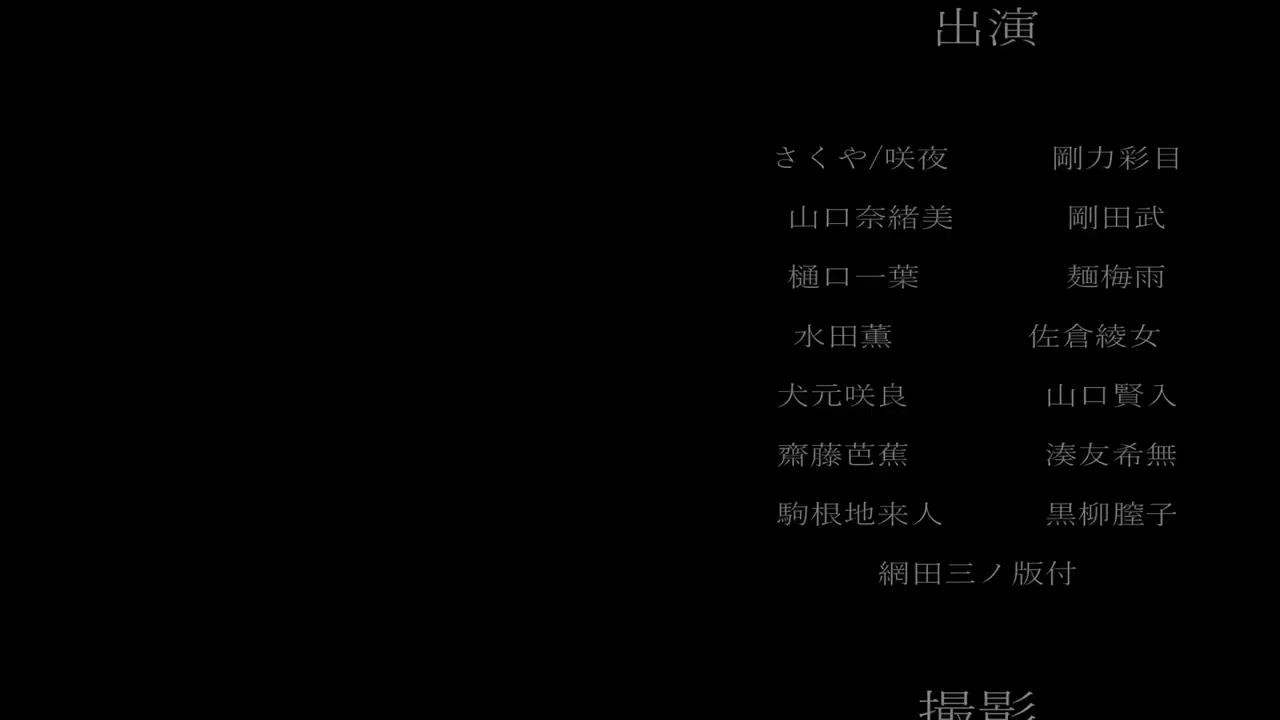 出演
さくや/咲夜 剛力彩目
山口奈緒美 剛田武
樋口一葉 麺梅雨
水田薫 佐倉綾女
犬元咲良 山口賢入
齋藤芭蕉 湊友希無
駒根地来人 黒柳膣子
網田三ノ版付
撮影